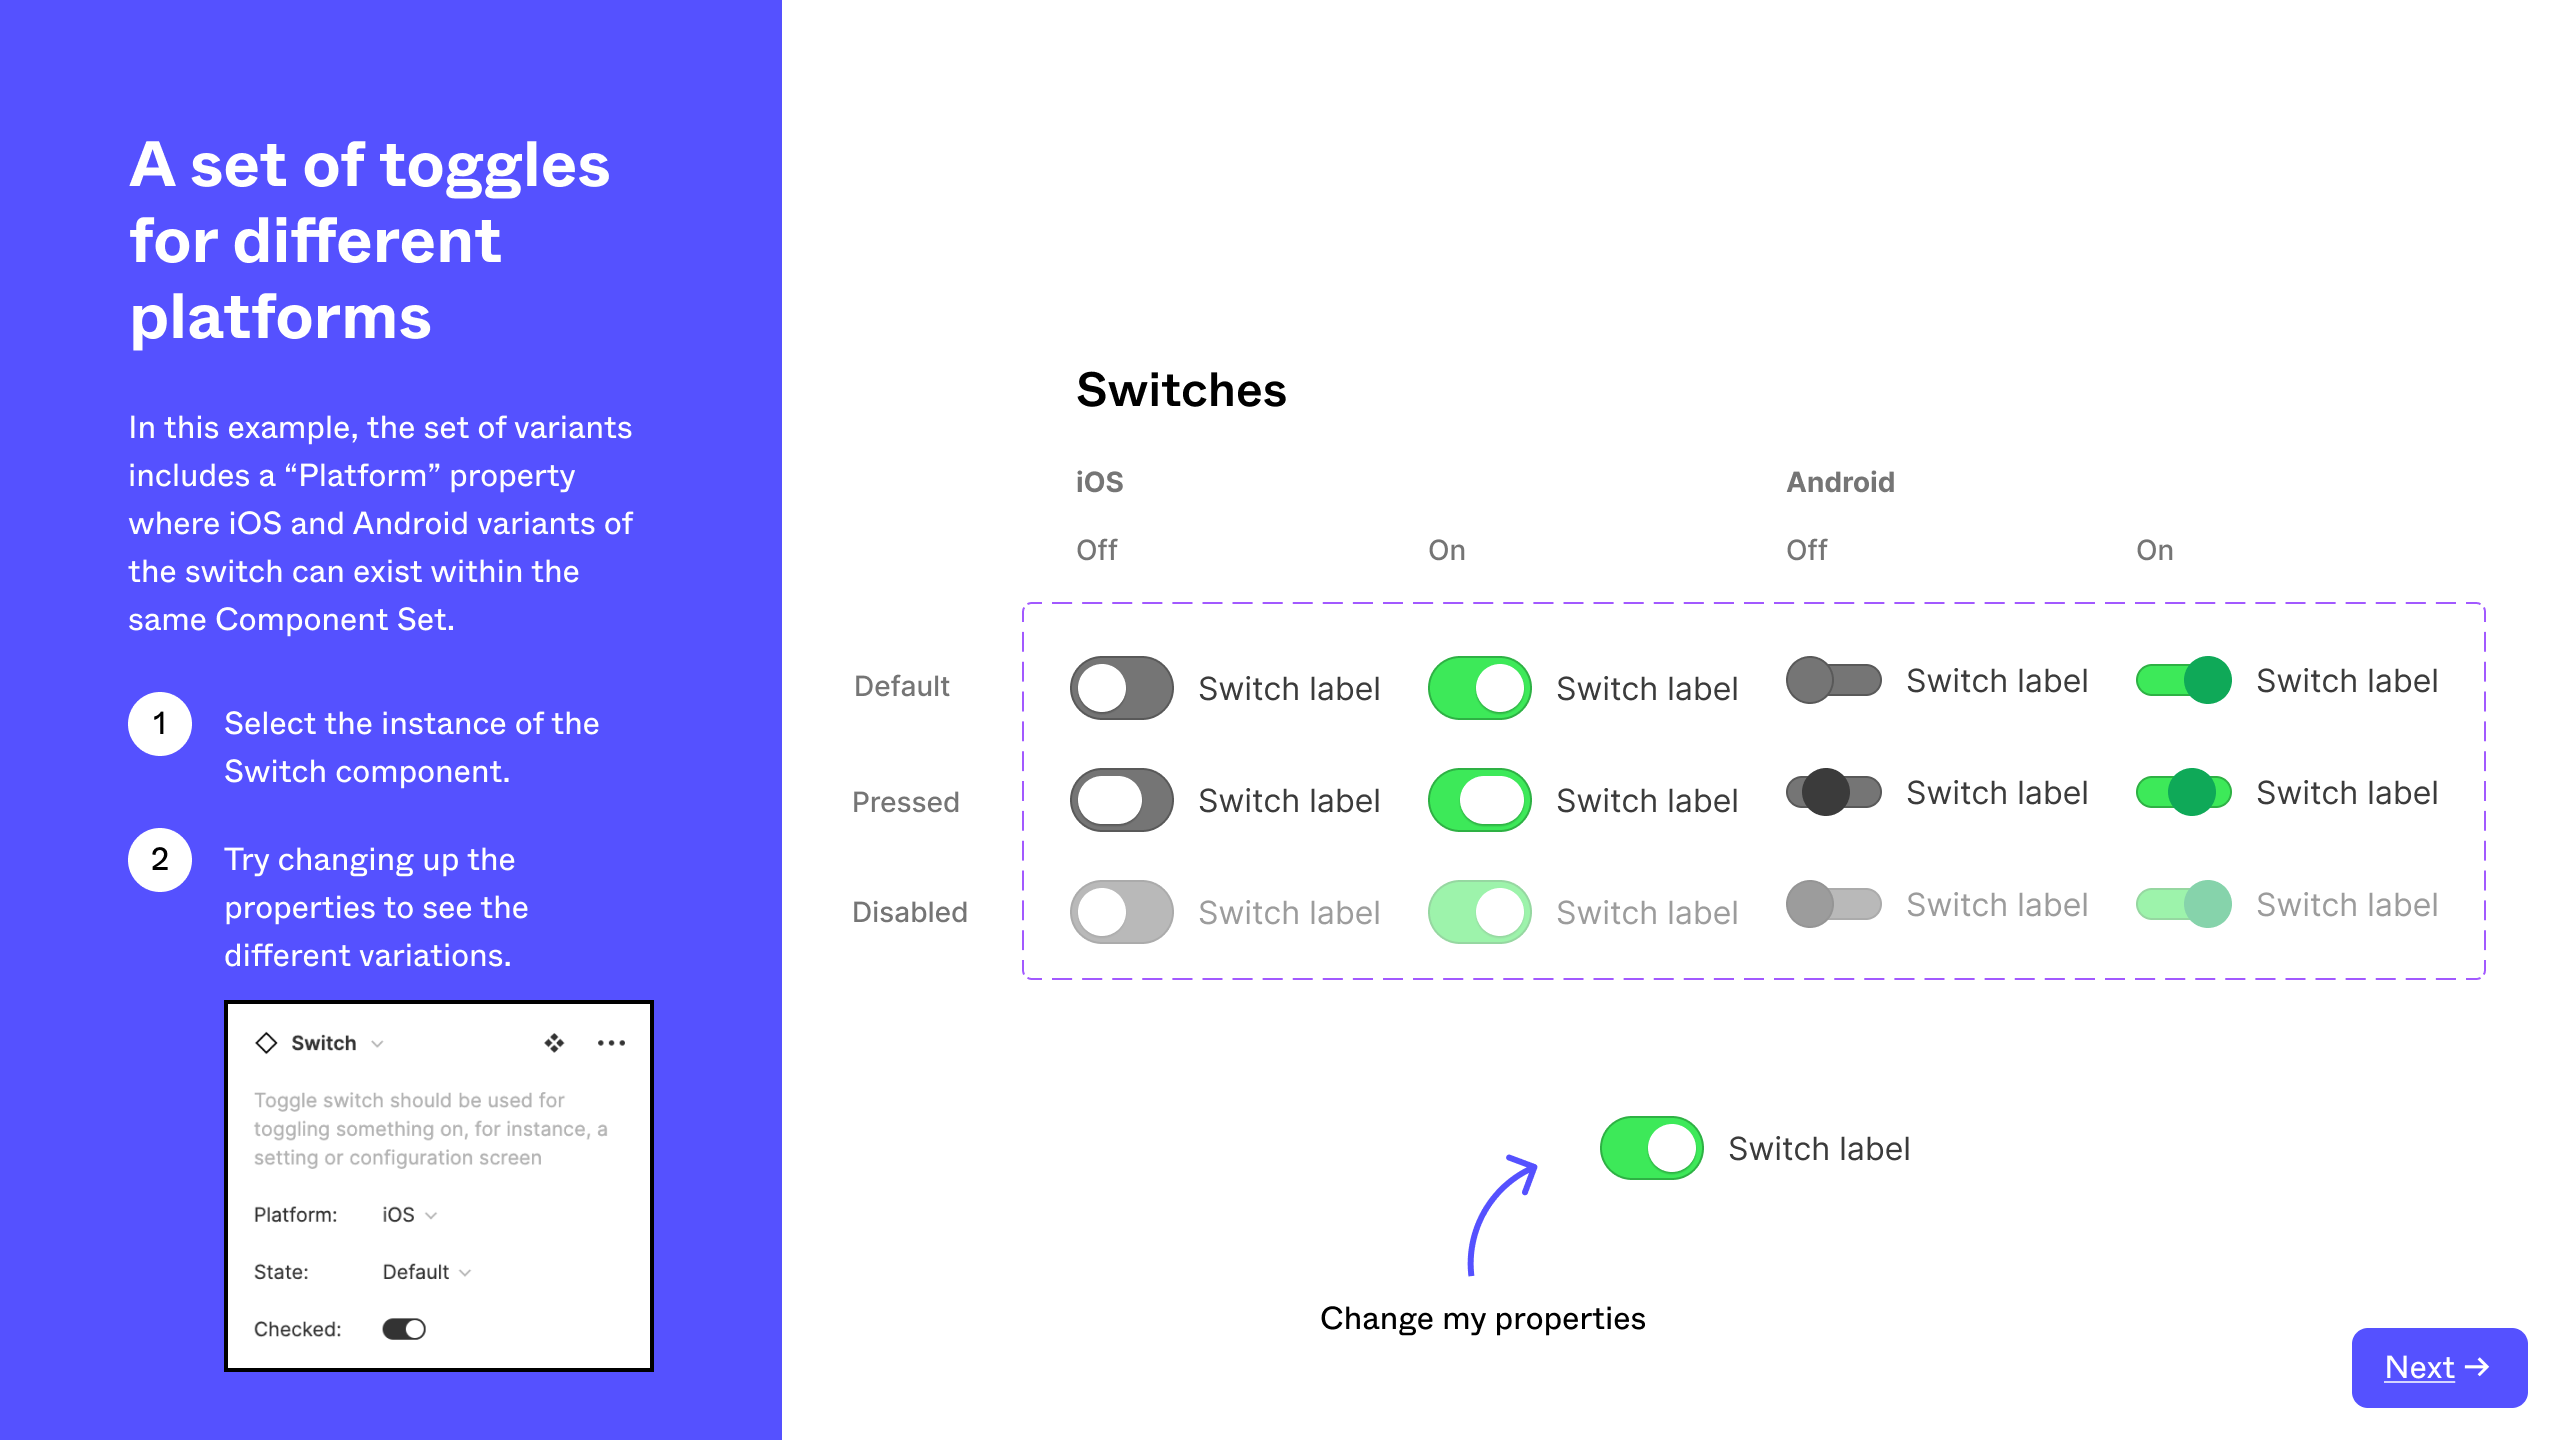 A set of toggles
for different
platforms
In this example, the set of variants
includes a “Platform” property
where iOS and Android variants of
the switch can exist within the
same Component Set.
1
Select the instance of the
Switch component.
2
Try changing up the
properties to see the
different variations.
Switch
Toggle switch should be used for
toggling something on, for instance, a
setting or configuration screen
Platform: iOS
State: Default
Checked:
Switches
iOS Android
Off On Off On
Default Switch label Switch label Switch label Switch label
Pressed Switch label Switch label Switch label Switch label
Disabled Switch label Switch label Switch label Switch label
Switch label
Change my properties
Next →